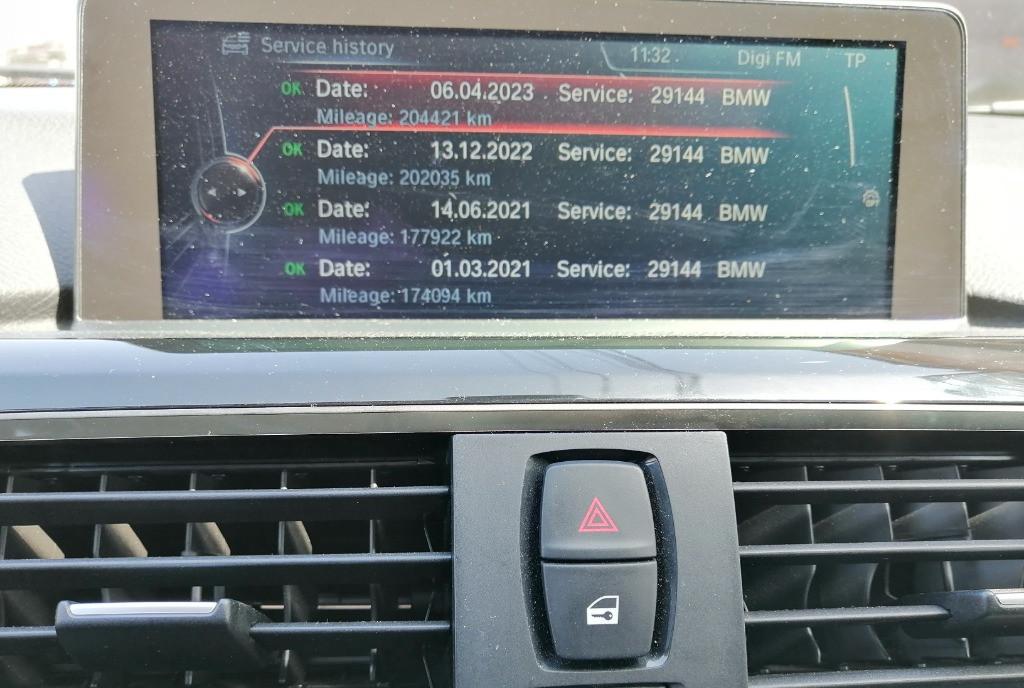 Service history 11:32 Digi FM TP
OK Date: 06.04.2023 Service: 29144 BMW
Mileage: 204421 km
OK Date: 13.12.2022 Service: 29144 BMW
Mileage: 202035 km
OK Date: 14.06.2021 Service: 29144 BMW
Mileage: 177922 km
OK Date: 01.03.2021 Service: 29144 BMW
Mileage: 174094 km